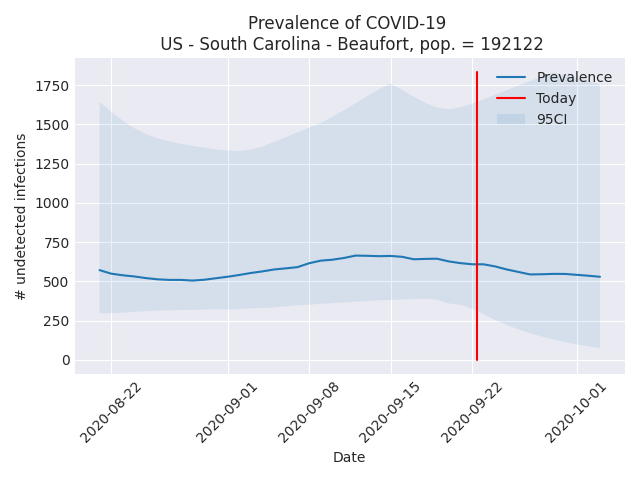 Prevalence of COVID-19
US - South Carolina - Beaufort, pop. = 192122
Prevalence
Today
95CI
# undetected infections
1750
1500
1250
1000
750
500
250
0
2020-08-22
2020-09-01
2020-09-08
2020-09-15
2020-09-22
2020-10-01
Date